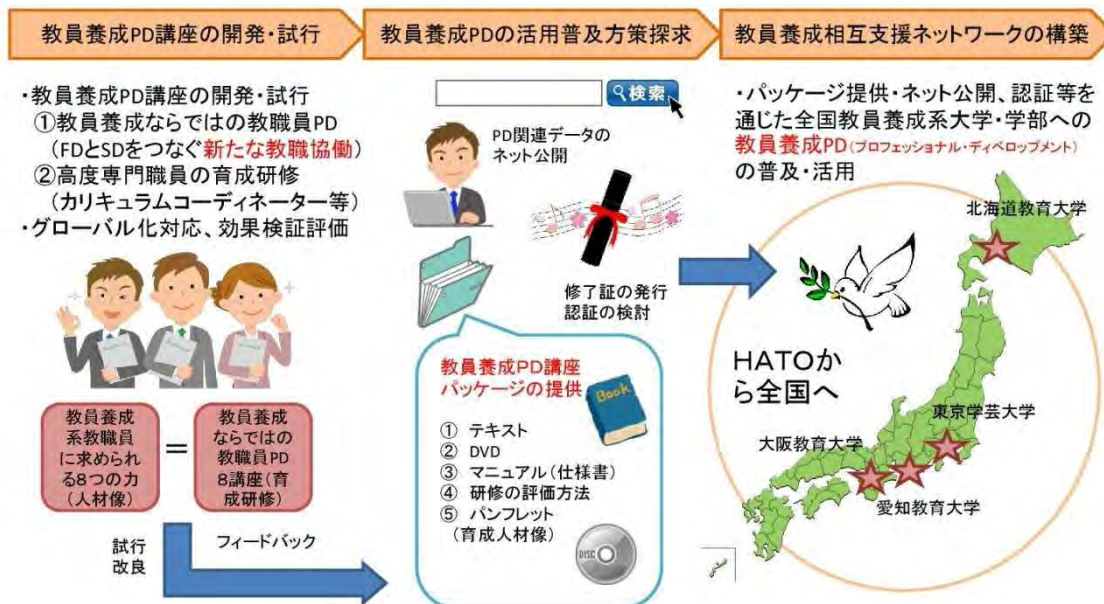 教員養成PD講座の開発・試行
教員養成PDの活用普及方策探求
教員養成相互支援ネットワークの構築
・教員養成PD講座の開発・試行
①教員養成ならではの教職員PD
（FDとSDをつなぐ新たな教職協働）
②高度専門職員の育成研修
（カリキュラムコーディネーター等）
・グローバル化対応、効果検証評価
教員養成
系教職員
に求められ
る8つの力
（人材像）
＝
教員養成
ならではの
教職員PD
8講座（育
成研修）
試行
改良
フィードバック
検索
PD関連データの
ネット公開
修了証の発行
認証の検討
教員養成PD講座
パッケージの提供
Book
① テキスト
② DVD
③ マニュアル（仕様書）
④ 研修の評価方法
⑤ パンフレット
（育成人材像）
DISC
・パッケージ提供・ネット公開、認証等を
通じた全国教員養成系大学・学部への
教員養成PD（プロフェッショナル・ディベロップメント）
の普及・活用
北海道教育大学
HATOか
ら全国へ
東京学芸大学
大阪教育大学
愛知教育大学